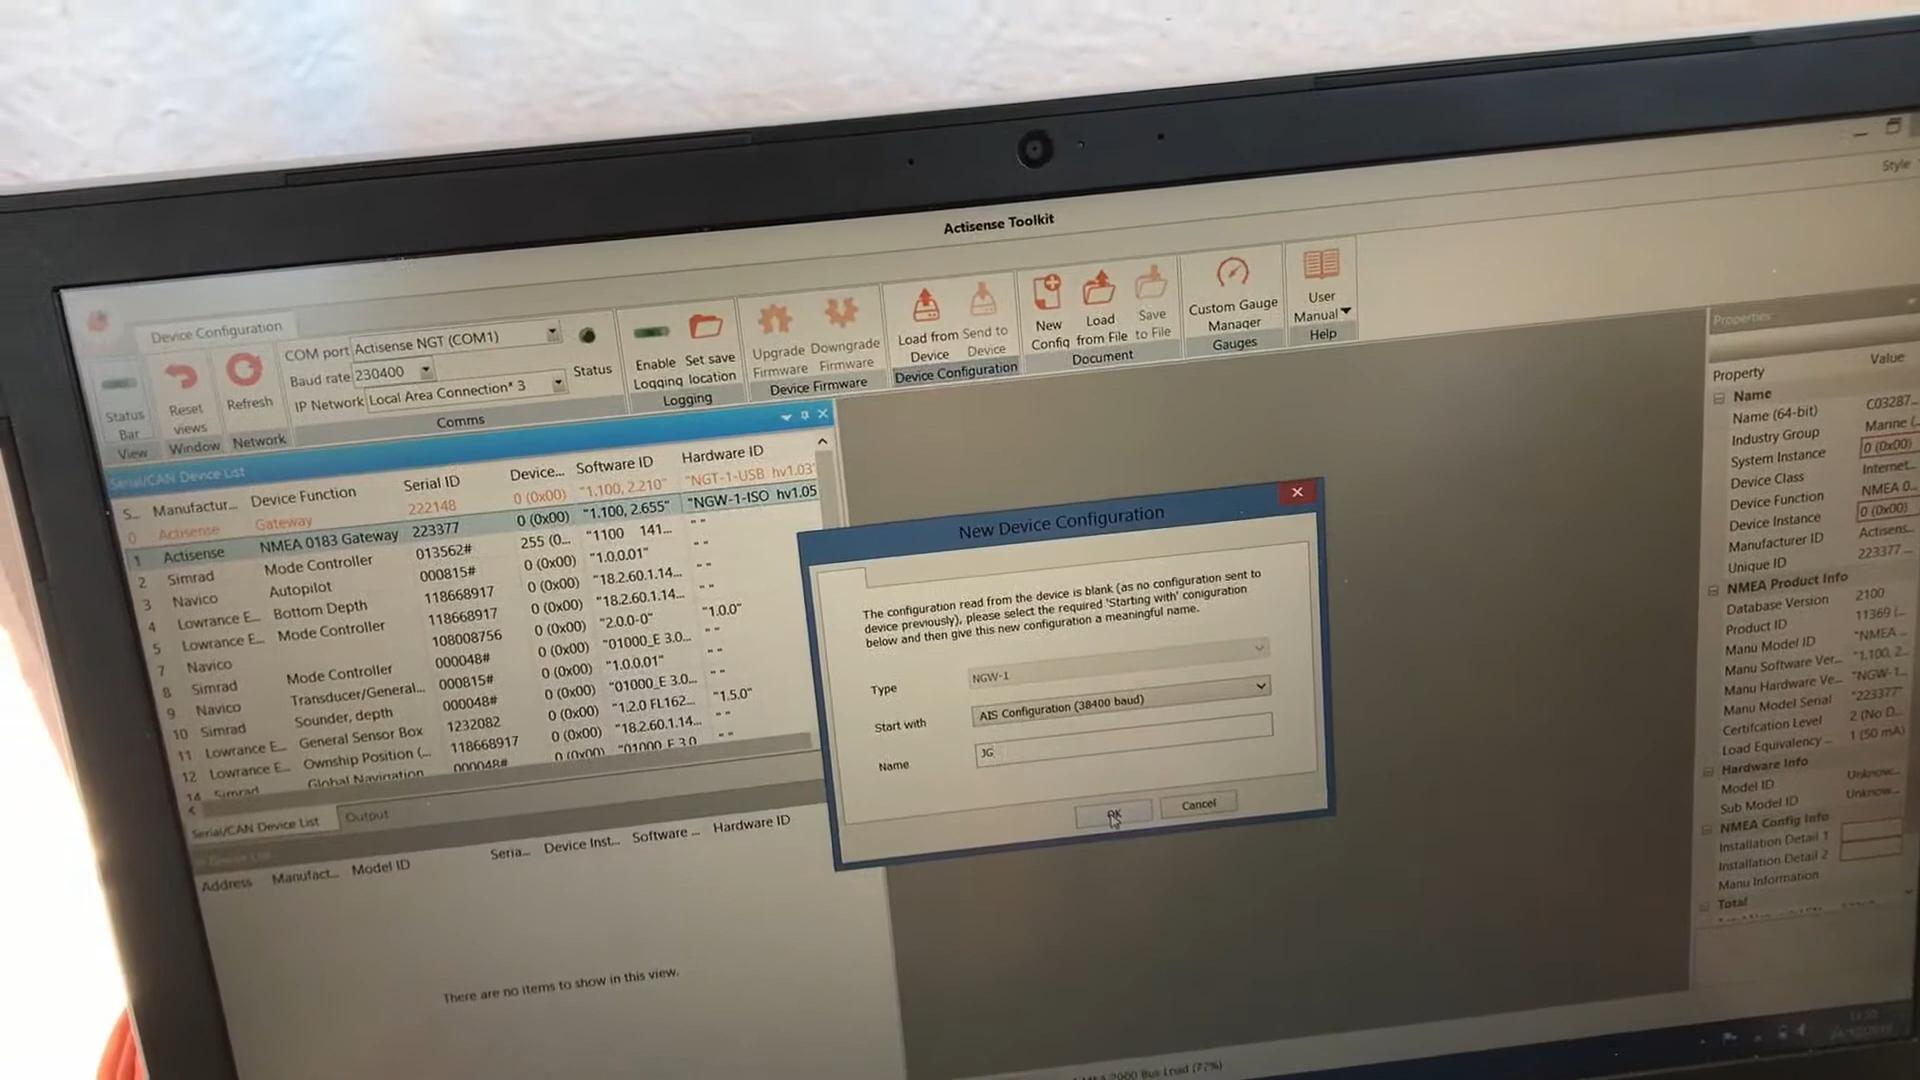 Actisense Toolkit
Style
Device Configuration
Status Bar
View
Reset views
Window
Refresh
Network
COM port Actisense NGT (COM1)
Baud rate 230400
IP Network Local Area Connection* 3
Status
Comms
Enable Logging
Set save location
Logging
Upgrade Firmware
Downgrade Firmware
Device Firmware
Load from Device
Send to Device
Device Configuration
New Config
Load from File
Save to File
Document
Custom Gauge Manager
Gauges
User Manual
Help
Serial/CAN Device List
S... Manufactur... Device Function Serial ID Device... Software ID Hardware ID
0 Actisense Gateway 222148 0 (0x00) "1.100, 2.210" "NGT-1-USB hv1.03"
1 Actisense NMEA 0183 Gateway 223377 0 (0x00) "1.100, 2.655" "NGW-1-ISO hv1.05
2 Simrad Mode Controller 013562# 255 (0... "1100 141... " "
3 Navico Autopilot 000815# 0 (0x00) "1.0.0.01" " "
4 Lowrance E... Bottom Depth 118668917 0 (0x00) "18.2.60.1.14... " "
5 Lowrance E... Mode Controller 118668917 0 (0x00) "18.2.60.1.14... " "
7 Navico 108008756 0 (0x00) "2.0.0-0" "1.0.0"
8 Simrad Mode Controller 000048# 0 (0x00) "01000_E 3.0... " "
9 Navico Transducer/General... 000815# 0 (0x00) "1.0.0.01" " "
10 Simrad Sounder, depth 000048# 0 (0x00) "01000_E 3.0... " "
11 Lowrance E... General Sensor Box 1232082 0 (0x00) "1.2.0 FL162... "1.5.0"
12 Lowrance E... Ownship Position (... 118668917 0 (0x00) "18.2.60.1.14... " "
14 Simrad Global Navigation 000048# 0 (0x00) "01000_E 3.0 " "
Serial/CAN Device List
Output
Address Manufact... Model ID Seria... Device Inst... Software ... Hardware ID
There are no items to show in this view.
New Device Configuration
The configuration read from the device is blank (as no configuration sent to
device previously), please select the required 'Starting with' coniguration
below and then give this new configuration a meaningful name.
Type NGW-1
Start with AIS Configuration (38400 baud)
Name JG
OK
Cancel
Properties
Property Value
Name
Name (64-bit) C03287...
Industry Group Marine (...
System Instance 0 (0x00)
Device Class Internet...
Device Function NMEA 0...
Device Instance 0 (0x00)
Manufacturer ID Actisens...
Unique ID 223377...
NMEA Product Info
Database Version 2100
Product ID 11369 (...
Manu Model ID "NMEA ...
Manu Software Ver... "1.100, 2...
Manu Hardware Ve... "NGW-1...
Manu Model Serial "223377"
Certifcation Level 2 (No D...
Load Equivalency ... 1 (50 mA)
Hardware Info
Model ID Unknow...
Sub Model ID Unknow...
NMEA Config Info
Installation Detail 1
Installation Detail 2
Manu Information
Total
2000 Bus Load (77%)